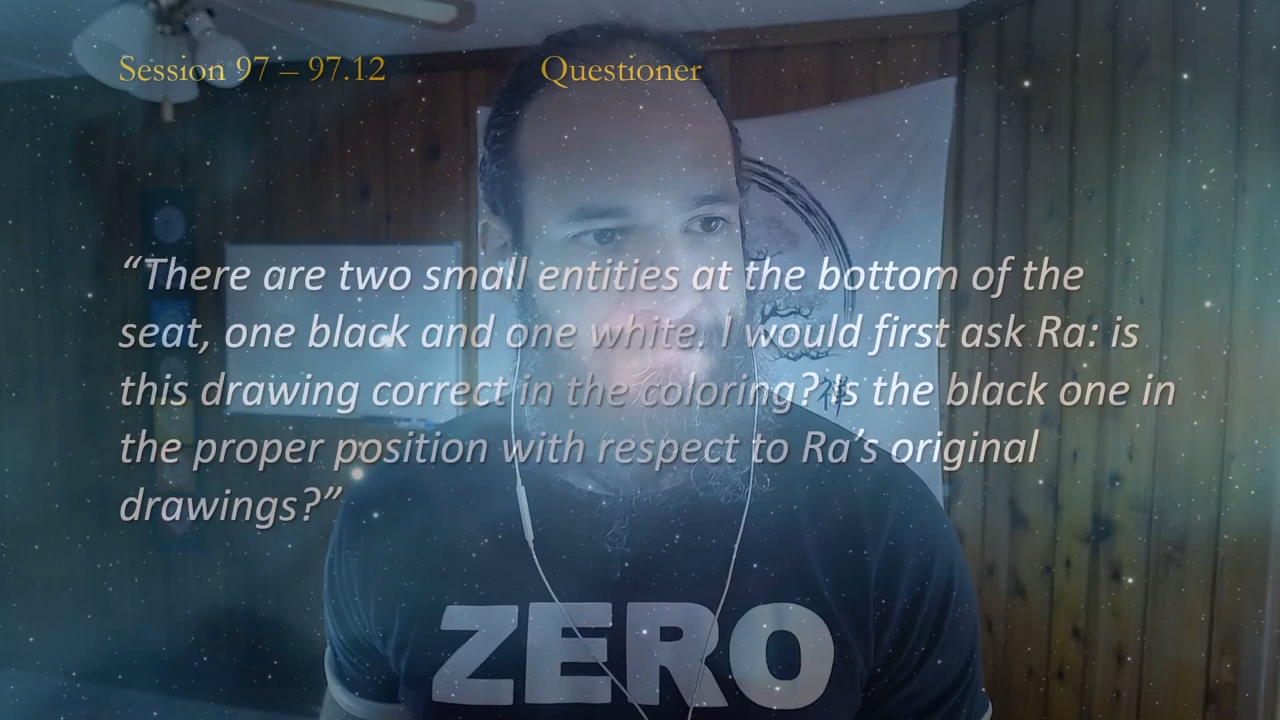 Session 97 – 97.12 Questioner
“There are two small entities at the bottom of the
seat, one black and one white. I would first ask Ra: is
this drawing correct in the coloring? Is the black one in
the proper position with respect to Ra’s original
drawings?”
禅
ZERO